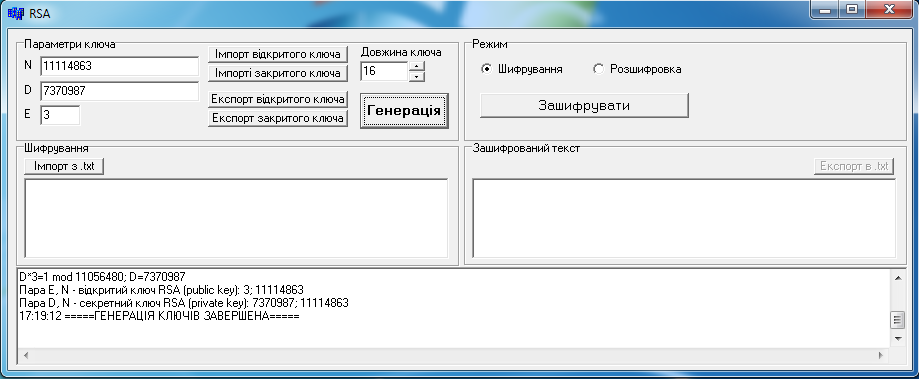 RSA
Параметри ключа
N 11114863
D 7370987
E 3
Імпорт відкритого ключа
Імпорті закритого ключа
Експорт відкритого ключа
Експорт закритого ключа
Довжина ключа
16
Генерація
Режим
Шифрування Розшифровка
Зашифрувати
Шифрування
Імпорт з .txt
Зашифрований текст
Експорт в .txt
D*3=1 mod 11056480; D=7370987
Пара E, N - відкритий ключ RSA (public key): 3; 11114863
Пара D, N - секретний ключ RSA (private key): 7370987; 11114863
17:19:12 =====ГЕНЕРАЦІЯ КЛЮЧІВ ЗАВЕРШЕНА=====